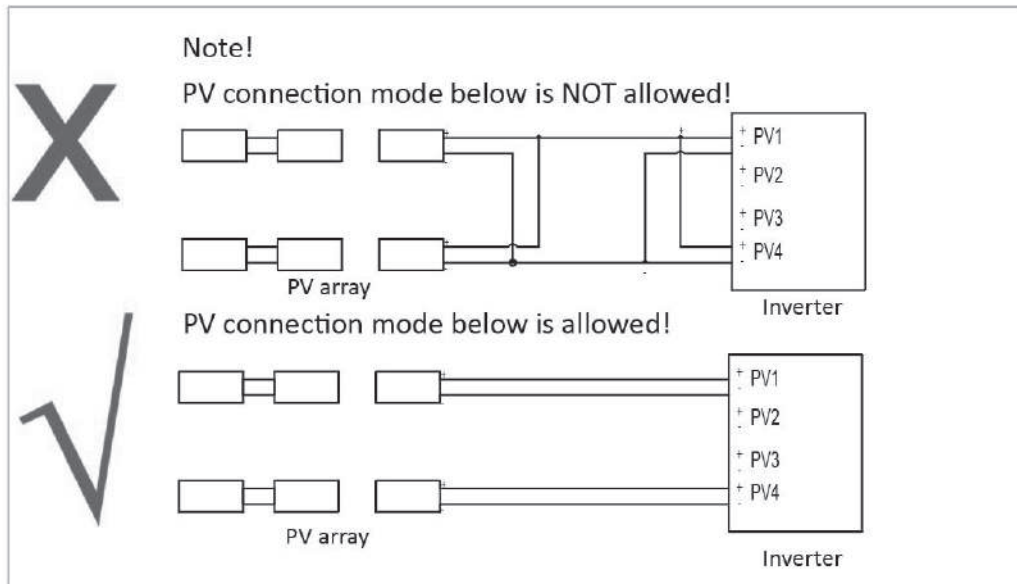 Note!
PV connection mode below is NOT allowed!
+
-
+
+ PV1
-
+ PV2
-
+ PV3
-
+ PV4
-
+
-
-
PV array
Inverter
PV connection mode below is allowed!
+
-
+ PV1
-
+ PV2
-
+ PV3
-
+ PV4
-
+
-
PV array
Inverter